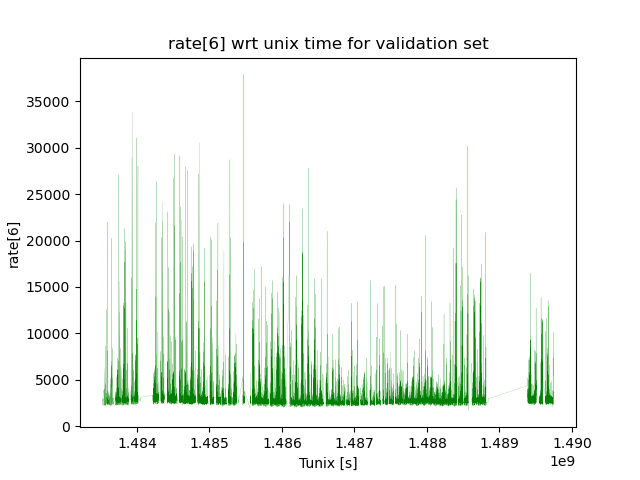 rate[6] wrt unix time for validation set
35000
30000
25000
20000
15000
10000
5000
0
rate[6]
1.484 1.485 1.486 1.487 1.488 1.489 1.490
1e9
Tunix [s]